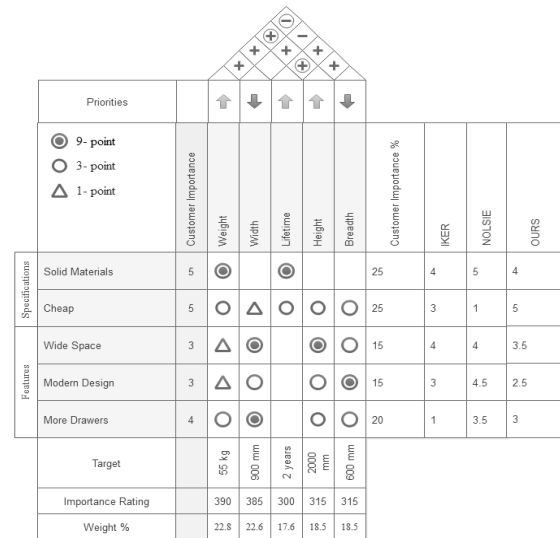 Priorities
9- point
3- point
1- point
Customer Importance
Weight
Width
Lifetime
Height
Breadth
Customer Importance %
IKER
NOLSIE
OURS
Specifications
Solid Materials 5 25 4 5 4
Cheap 5 25 3 1 5
Features
Wide Space 3 15 4 4 3.5
Modern Design 3 15 3 4.5 2.5
More Drawers 4 20 1 3.5 3
Target 55 kg 900 mm 2 years 2000 mm 600 mm
Importance Rating 390 385 300 315 315
Weight % 22.8 22.6 17.6 18.5 18.5